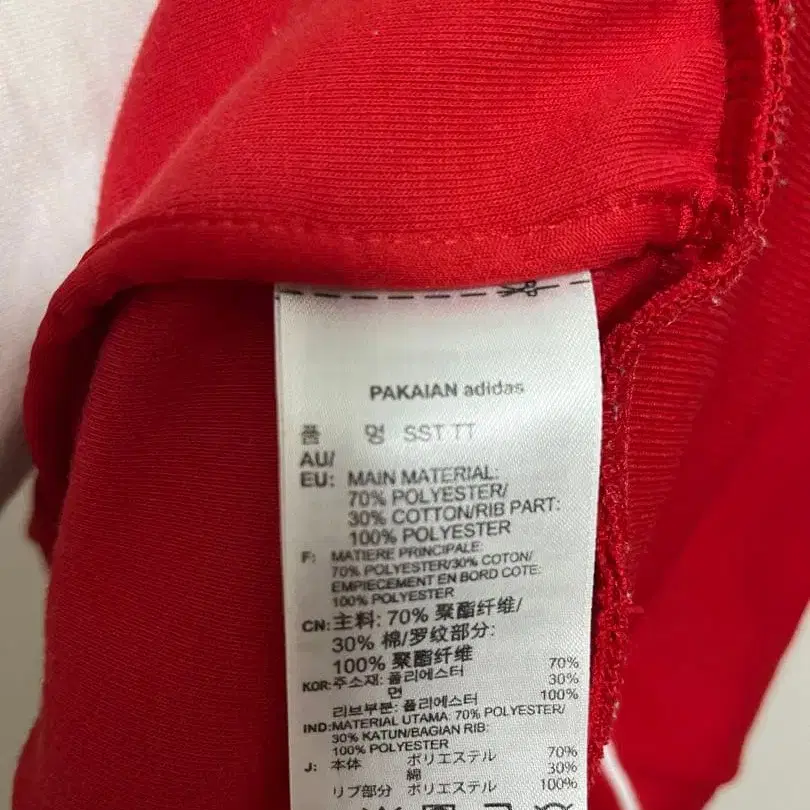 PAKAIAN adidas
품 명 SST TT
AU/
EU: MAIN MATERIAL:
70% POLYESTER/
30% COTTON/RIB PART:
100% POLYESTER
F: MATIERE PRINCIPALE:
70% POLYESTER/30% COTON/
EMPIECEMENT EN BORD COTE:
100% POLYESTER
CN: 主料: 70% 聚酯纤维/
30% 棉/罗纹部分:
100% 聚酯纤维
KOR: 주소재: 폴리에스터 70%
면 30%
리브부분: 폴리에스터 100%
IND: MATERIAL UTAMA: 70% POLYESTER/
30% KATUN/BAGIAN RIB:
100% POLYESTER
J: 本体 ポリエステル 70%
綿 30%
リブ部分 ポリエステル 100%